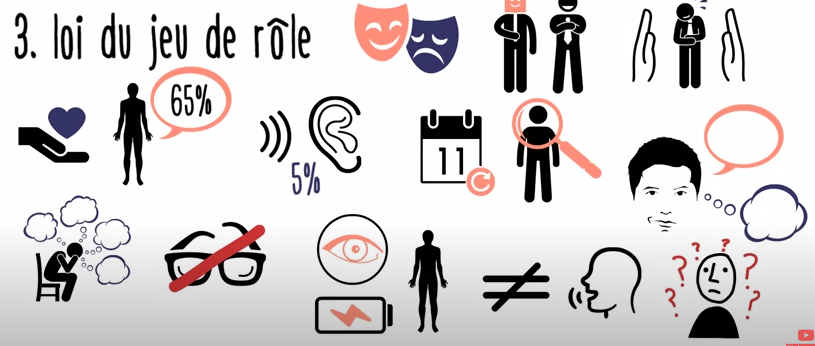 3. loi du jeu de rôle
65%
5%
11
? ? ? ? ? ?